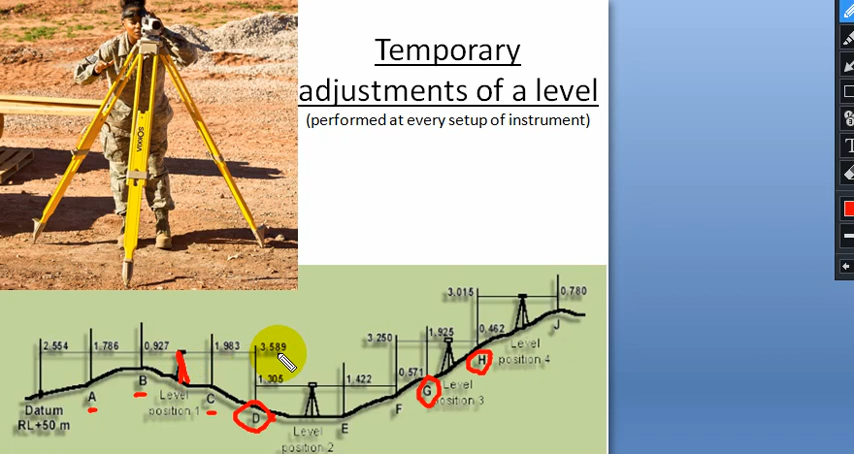 Temporary
adjustments of a level
(performed at every setup of instrument)
SOKKIA
3.015
0.780
2.554
1.786
0.927
1.983
3.589
3 250
1.925
0.462
J
1.305
1.422
0.571
H
Level
position 4
A
B
Level
position 1
C
D
E
F
G
Level
position 3
Datum
RL+50 m
Level
position 2
T